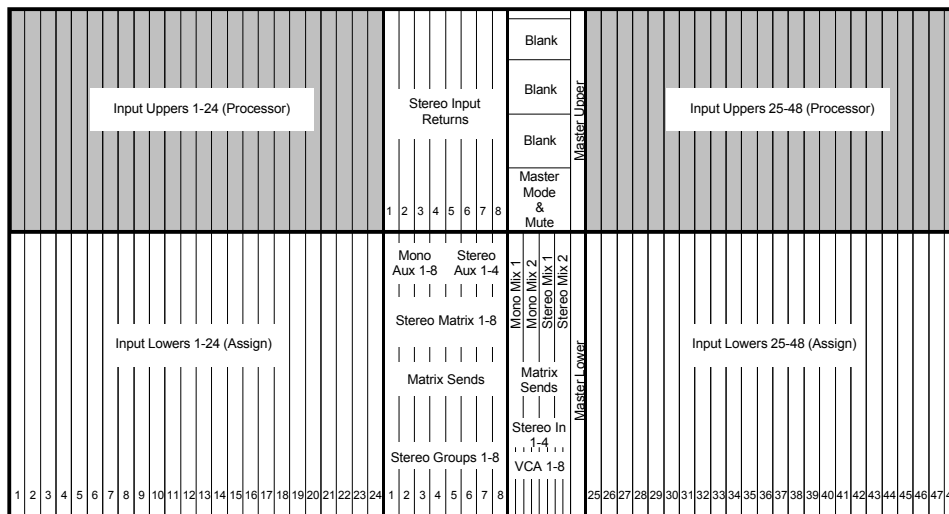 Blank
Input Uppers 1-24 (Processor)
Stereo Input
Returns
Blank
Blank
Master Upper
Input Uppers 25-48 (Processor)
Master
Mode
&
Mute
1 2 3 4 5 6 7 8
Mono
Aux 1-8
Stereo
Aux 1-4
Mono Mix 1
Mono Mix 2
Stereo Mix 1
Stereo Mix 2
Stereo Matrix 1-8
Input Lowers 1-24 (Assign)
Input Lowers 25-48 (Assign)
Matrix Sends
Matrix
Sends
Master Lower
Stereo In
1-4
Stereo Groups 1-8
VCA 1-8
1 2 3 4 5 6 7 8 9 10 11 12 13 14 15 16 17 18 19 20 21 22 23 24
1 2 3 4 5 6 7 8
25 26 27 28 29 30 31 32 33 34 35 36 37 38 39 40 41 42 43 44 45 46 47